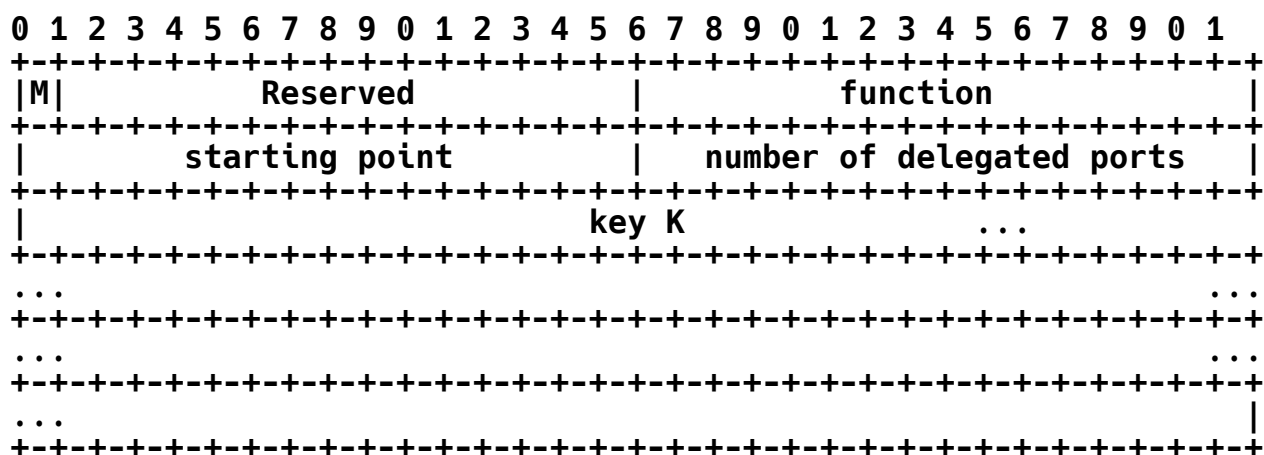 0 1 2 3 4 5 6 7 8 9 0 1 2 3 4 5 6 7 8 9 0 1 2 3 4 5 6 7 8 9 0 1
+-+-+-+-+-+-+-+-+-+-+-+-+-+-+-+-+-+-+-+-+-+-+-+-+-+-+-+-+-+-+-+-+
|M|          Reserved           |          function             |
+-+-+-+-+-+-+-+-+-+-+-+-+-+-+-+-+-+-+-+-+-+-+-+-+-+-+-+-+-+-+-+-+
|        starting point         |   number of delegated ports   |
+-+-+-+-+-+-+-+-+-+-+-+-+-+-+-+-+-+-+-+-+-+-+-+-+-+-+-+-+-+-+-+-+
|                             key K               ...
+-+-+-+-+-+-+-+-+-+-+-+-+-+-+-+-+-+-+-+-+-+-+-+-+-+-+-+-+-+-+-+-+
...                                                           ...
+-+-+-+-+-+-+-+-+-+-+-+-+-+-+-+-+-+-+-+-+-+-+-+-+-+-+-+-+-+-+-+-+
...                                                           ...
+-+-+-+-+-+-+-+-+-+-+-+-+-+-+-+-+-+-+-+-+-+-+-+-+-+-+-+-+-+-+-+-+
...                                                             |
+-+-+-+-+-+-+-+-+-+-+-+-+-+-+-+-+-+-+-+-+-+-+-+-+-+-+-+-+-+-+-+-+